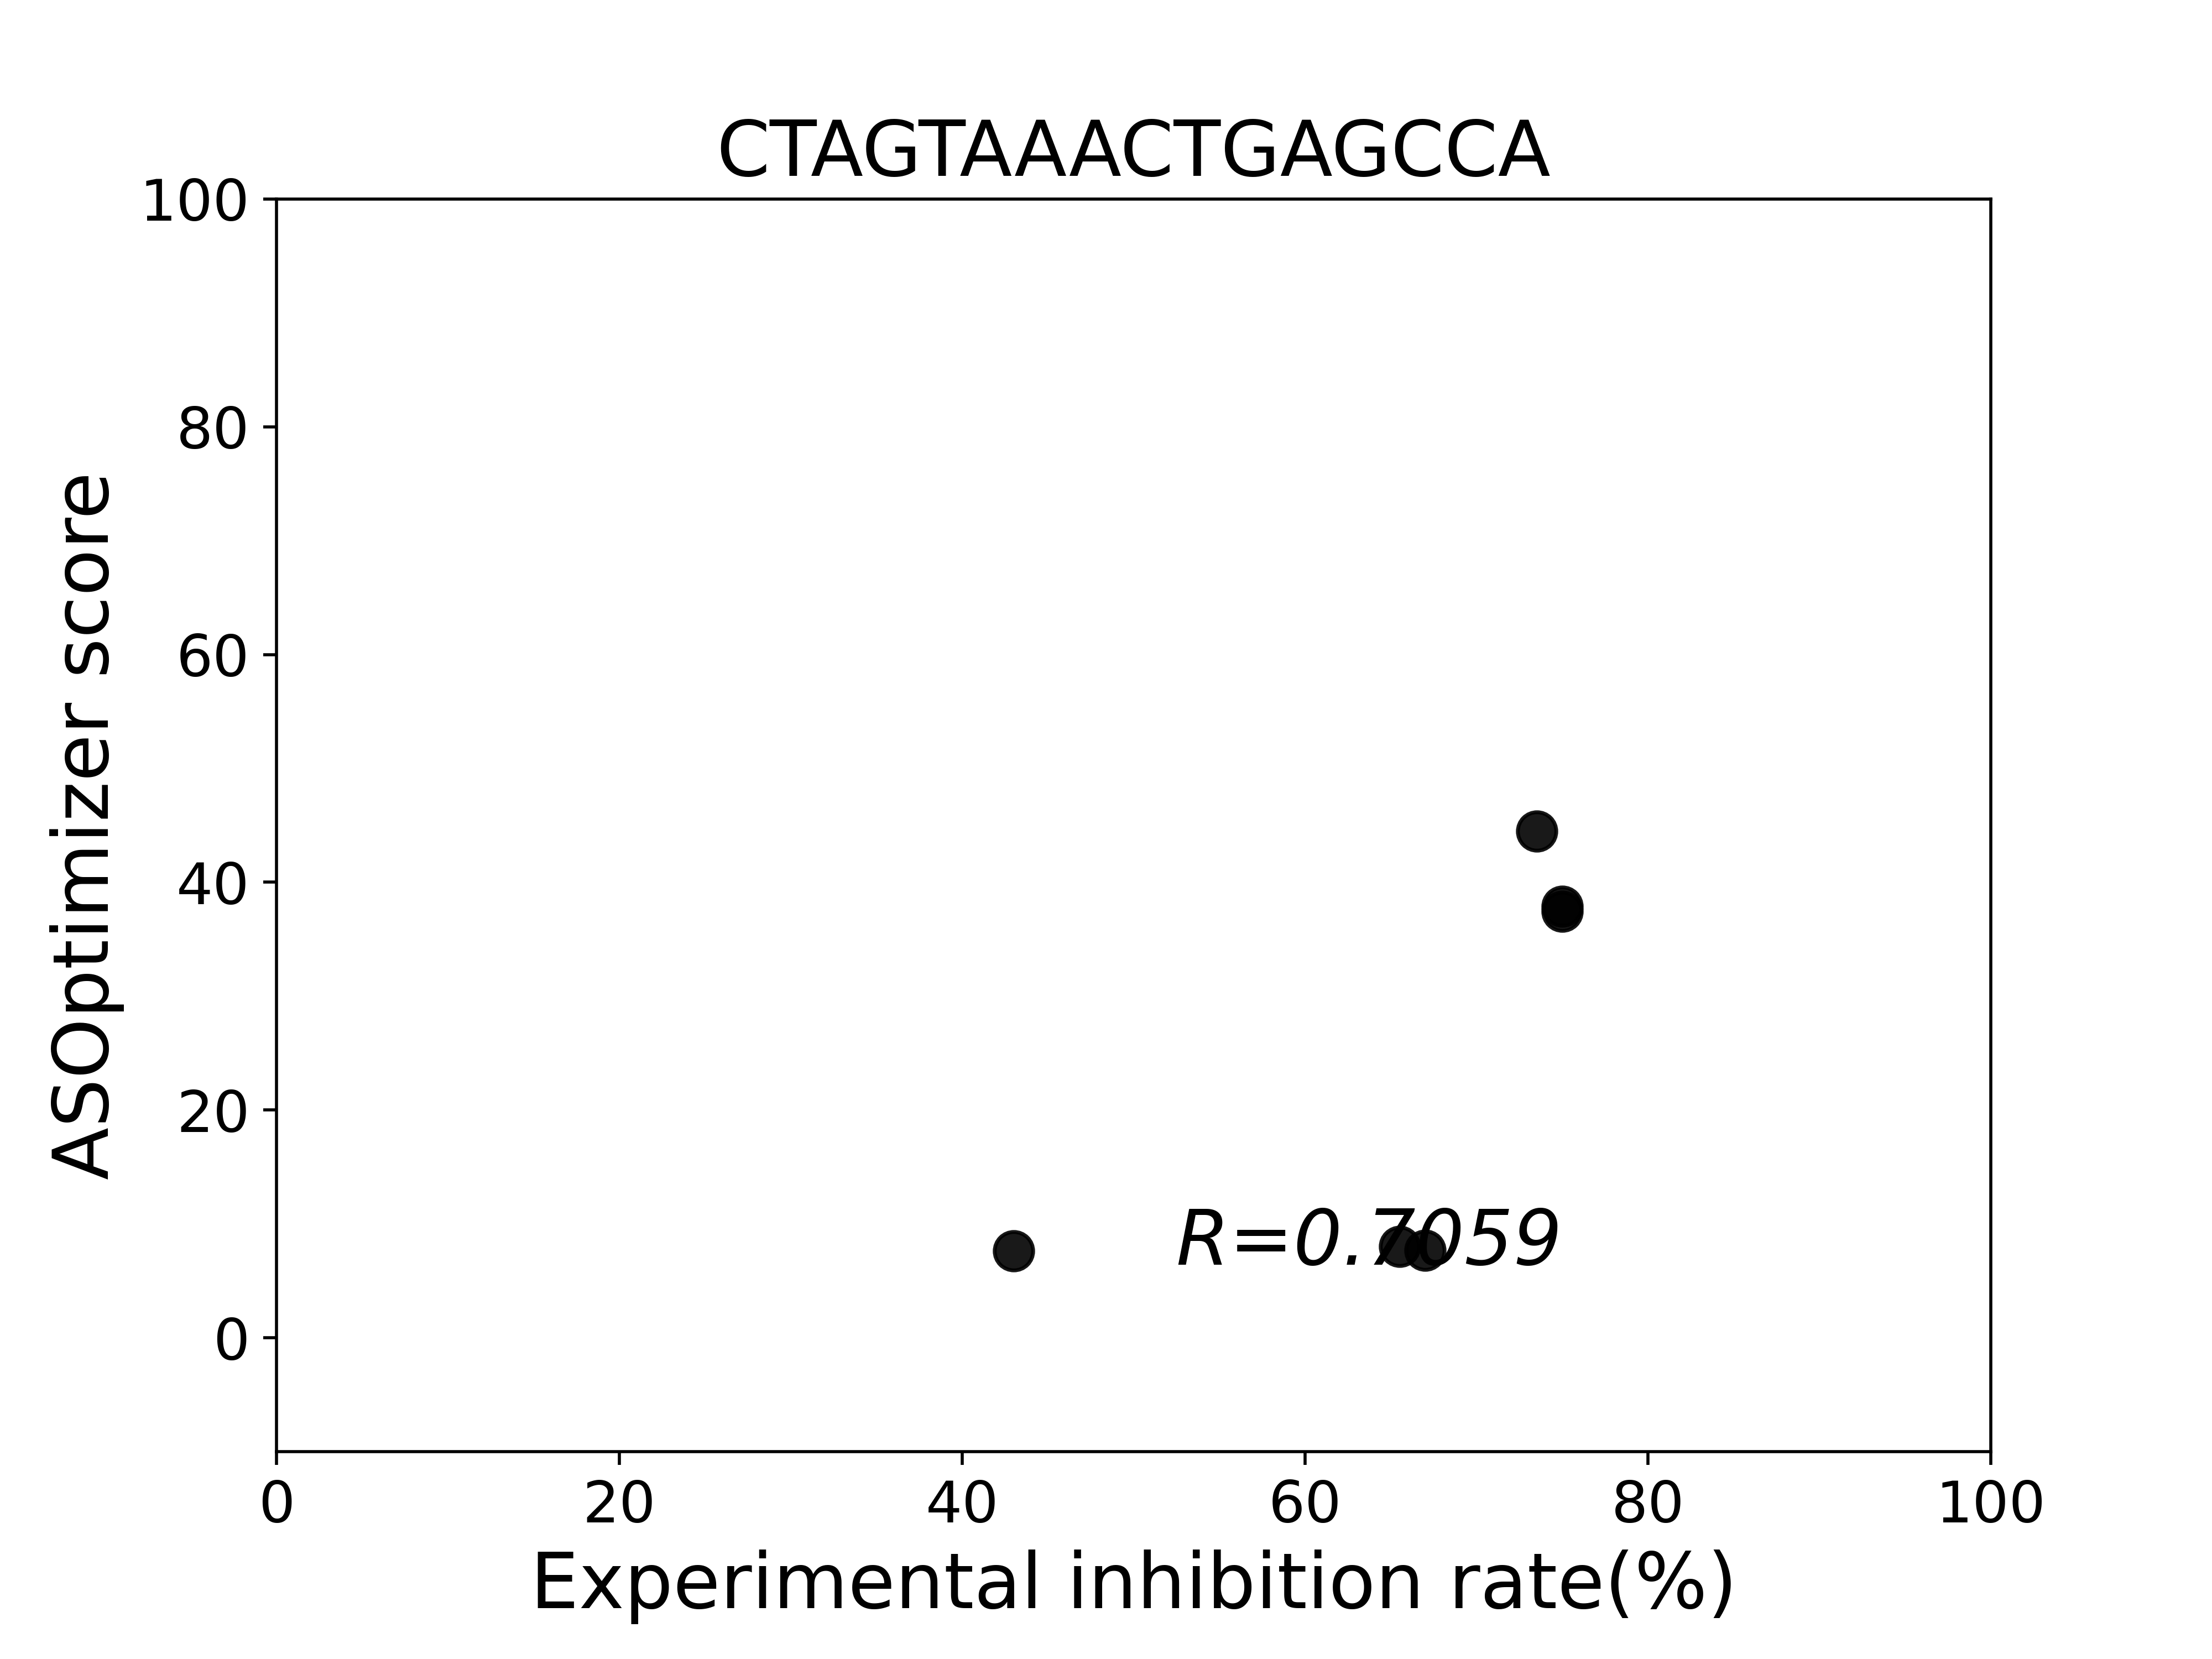 CTAGTAAACTGAGCCA
100
80
60
40
20
0
ASOptimizer score
R=0.7059
0 20 40 60 80 100
Experimental inhibition rate(%)